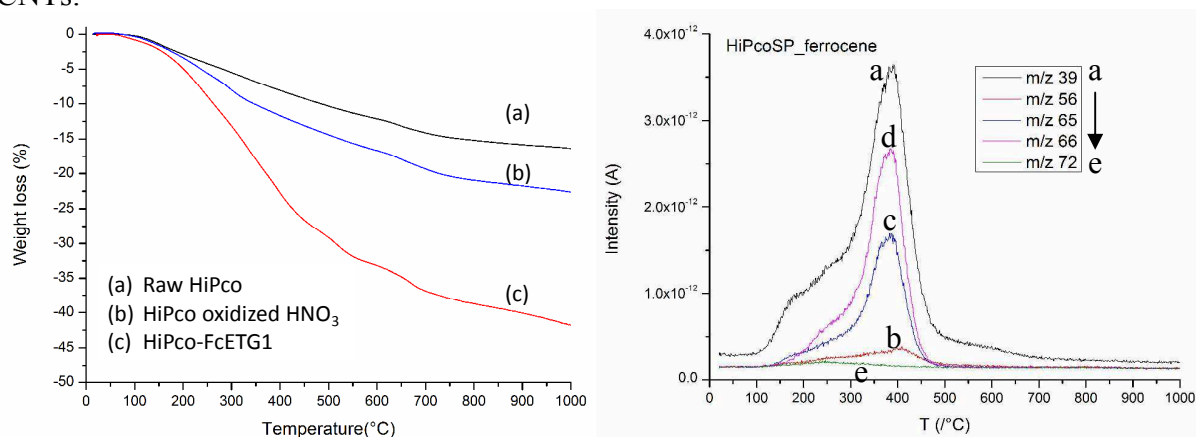 CNTs.
0
-5
-10
-15
-20
-25
-30
-35
-40
-45
-50
Weight loss (%)
(a)
(b)
(c)
(a) Raw HiPco
(b) HiPco oxidized HNO₃
(c) HiPco-FcETG1
0 100 200 300 400 500 600 700 800 900 1000
Temperature(°C)
4.0x10⁻¹²
3.0x10⁻¹²
2.0x10⁻¹²
1.0x10⁻¹²
0.0
Intensity (A)
HiPcoSP_ferrocene
a
d
c
b
e
m/z 39
m/z 56
m/z 65
m/z 66
m/z 72
a
e
0 100 200 300 400 500 600 700 800 900 1000
T (/°C)